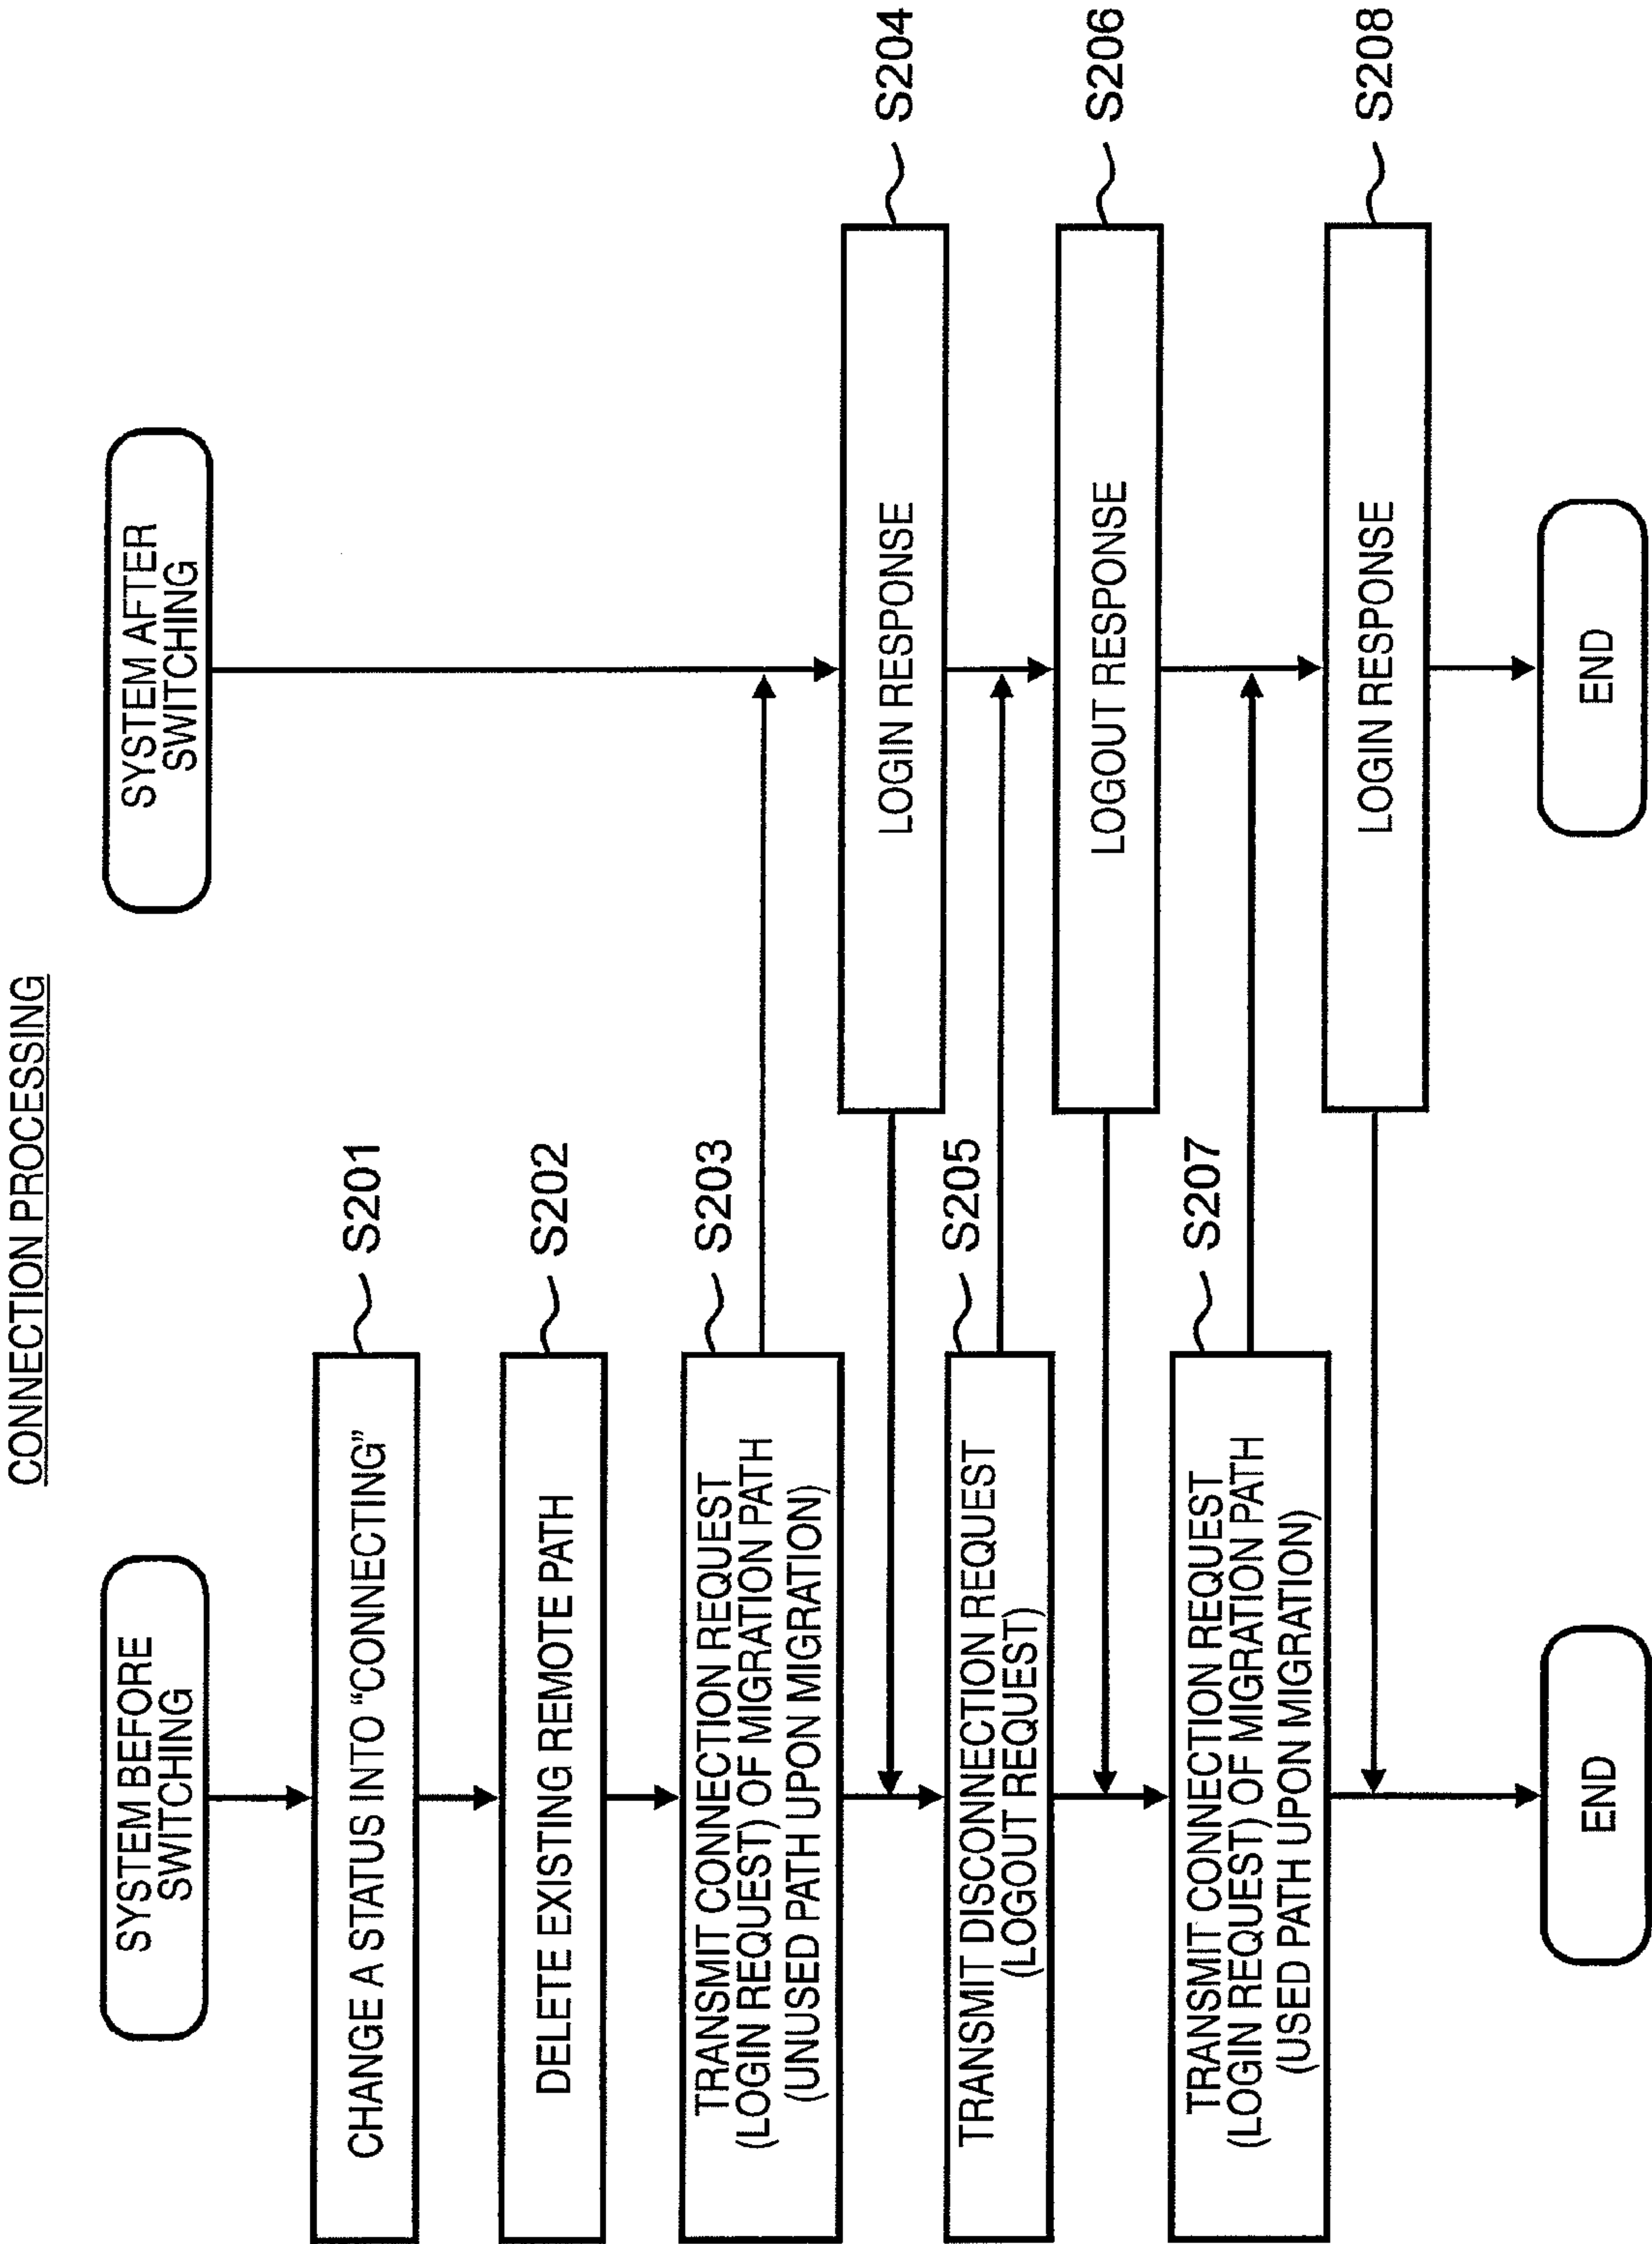 CONNECTION PROCESSING
SYSTEM BEFORE
SWITCHING
SYSTEM AFTER
SWITCHING
S201
CHANGE A STATUS INTO “CONNECTING”
S202
DELETE EXISTING REMOTE PATH
S203
TRANSMIT CONNECTION REQUEST
(LOGIN REQUEST) OF MIGRATION PATH
(UNUSED PATH UPON MIGRATION)
S204
LOGIN RESPONSE
S205
TRANSMIT DISCONNECTION REQUEST
(LOGOUT REQUEST)
S206
LOGOUT RESPONSE
S207
TRANSMIT CONNECTION REQUEST
(LOGIN REQUEST) OF MIGRATION PATH
(USED PATH UPON MIGRATION)
S208
LOGIN RESPONSE
END
END